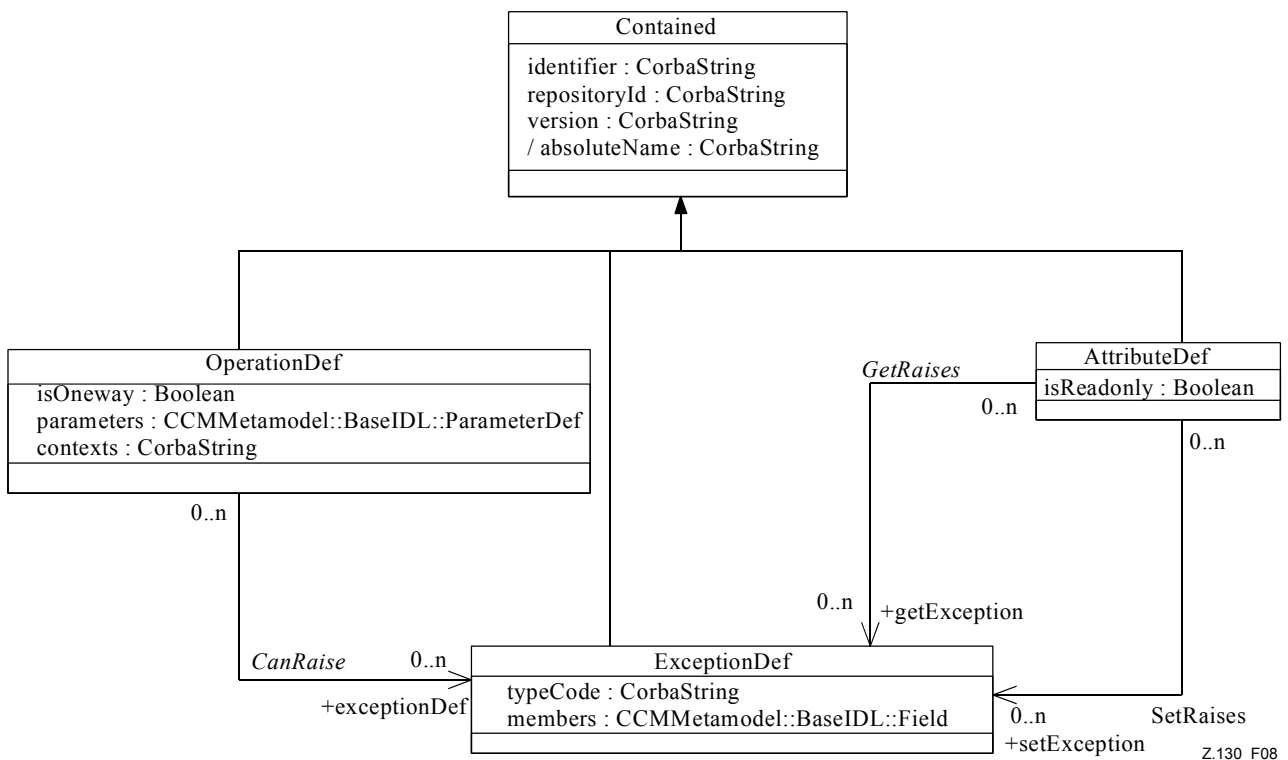 Contained
identifier : CorbaString
repositoryId : CorbaString
version : CorbaString
/ absoluteName : CorbaString
OperationDef
isOneway : Boolean
parameters : CCMMetamodel::BaseIDL::ParameterDef
contexts : CorbaString
AttributeDef
isReadonly : Boolean
GetRaises
0..n
0..n
0..n
0..n
+getException
CanRaise
0..n
+exceptionDef
ExceptionDef
typeCode : CorbaString
members : CCMMetamodel::BaseIDL::Field
0..n
SetRaises
+setException
Z.130_F08